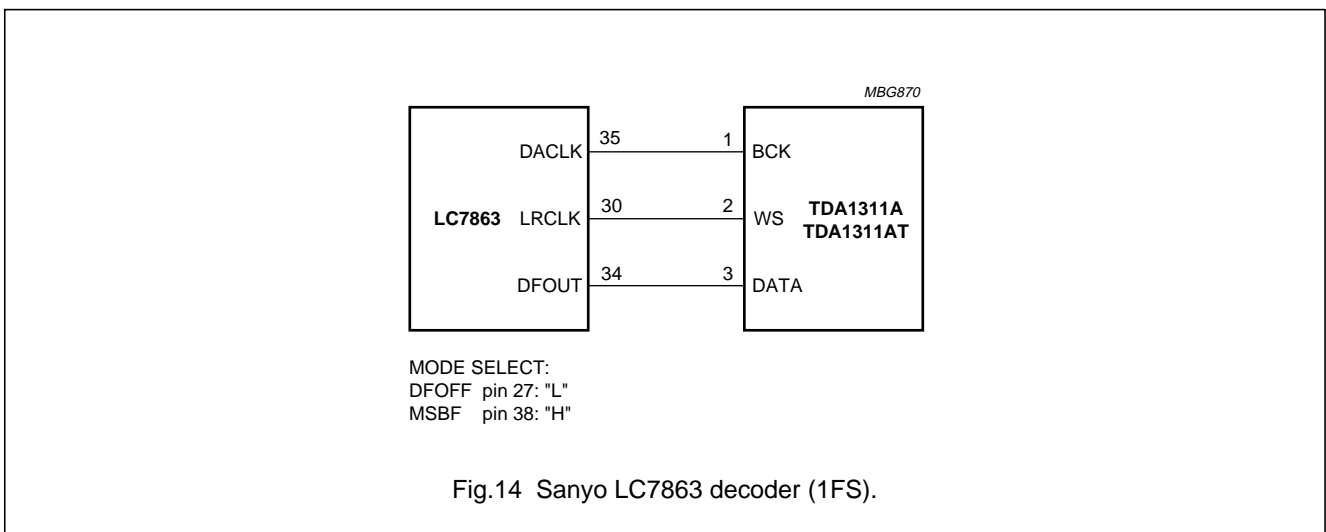 MBG870
DACLK 35 1 BCK
LC7863 LRCLK 30 2 WS TDA1311A
TDA1311AT
DFOUT 34 3 DATA
MODE SELECT:
DFOFF pin 27: "L"
MSBF pin 38: "H"
Fig.14 Sanyo LC7863 decoder (1FS).